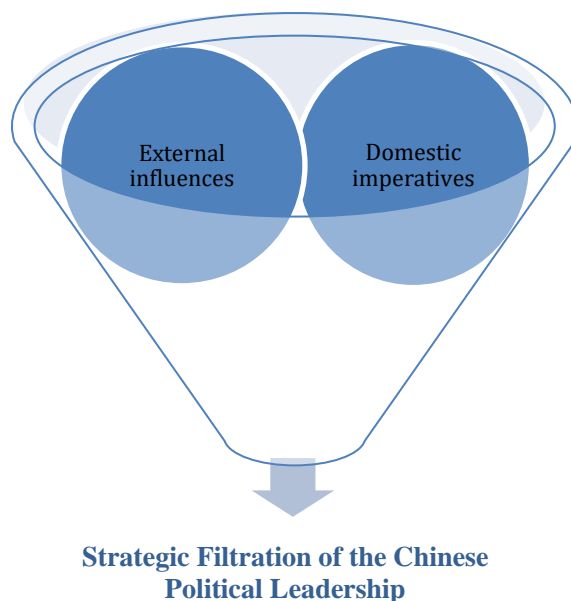 External
influences
Domestic
imperatives
Strategic Filtration of the Chinese
Political Leadership